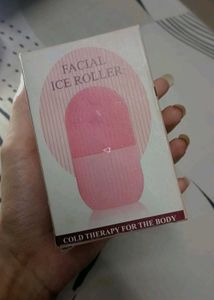 FACIAL
ICE ROLLER
COLD THERAPY FOR THE BODY